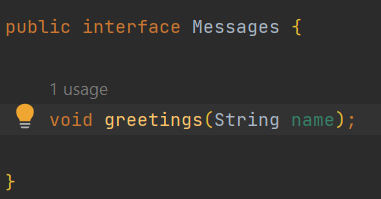 public interface Messages {
1 usage
void greetings(String name);
}